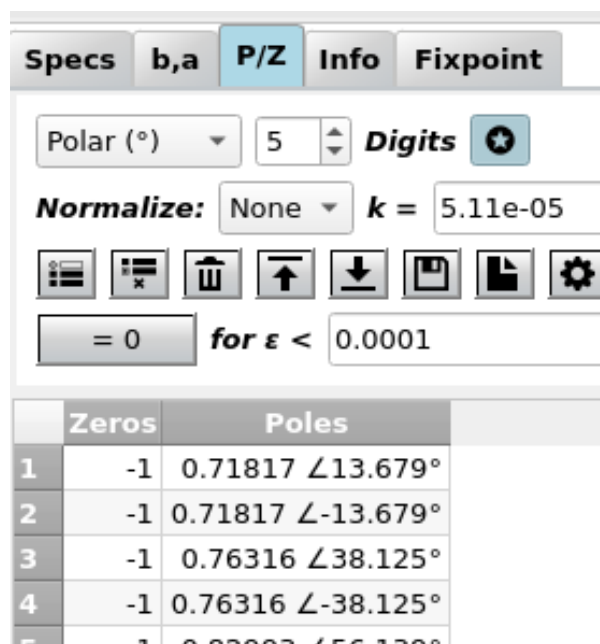 Specs b,a P/Z Info Fixpoint
Polar (°) 5 Digits
Normalize: None k = 5.11e-05
= 0 for ε < 0.0001
Zeros Poles
1 -1 0.71817 ∠13.679°
2 -1 0.71817 ∠-13.679°
3 -1 0.76316 ∠38.125°
4 -1 0.76316 ∠-38.125°